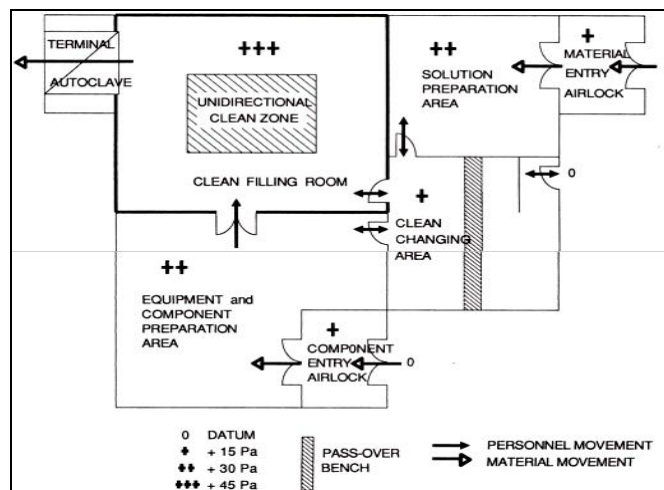 TERMINAL
AUTOCLAVE
+++
UNIDIRECTIONAL
CLEAN ZONE
CLEAN FILLING ROOM
++
SOLUTION
PREPARATION
AREA
+
MATERIAL
ENTRY
AIRLOCK
0
+
CLEAN
CHANGING
AREA
++
EQUIPMENT and
COMPONENT
PREPARATION
AREA
+
COMPONENT
ENTRY
AIRLOCK
0
0 DATUM
+ + 15 Pa
++ + 30 Pa
+++ + 45 Pa
PASS-OVER
BENCH
PERSONNEL MOVEMENT
MATERIAL MOVEMENT